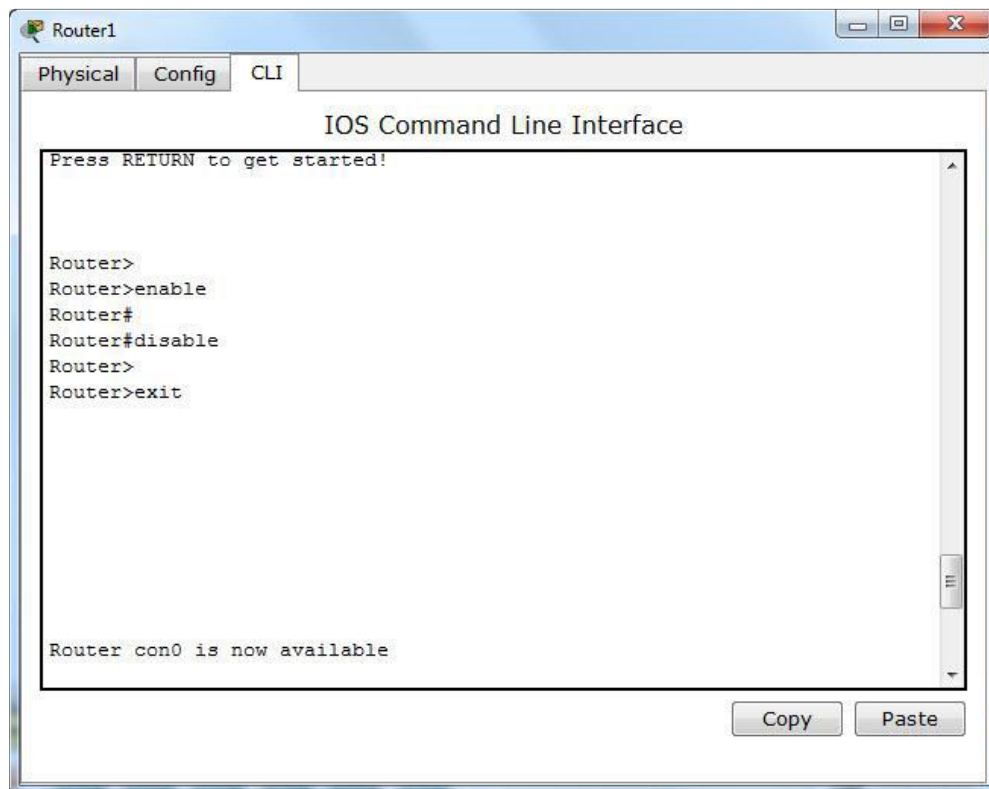 Router1
Physical Config CLI
IOS Command Line Interface
Press RETURN to get started!
Router>
Router>enable
Router#
Router#disable
Router>
Router>exit
Router con0 is now available
Copy Paste